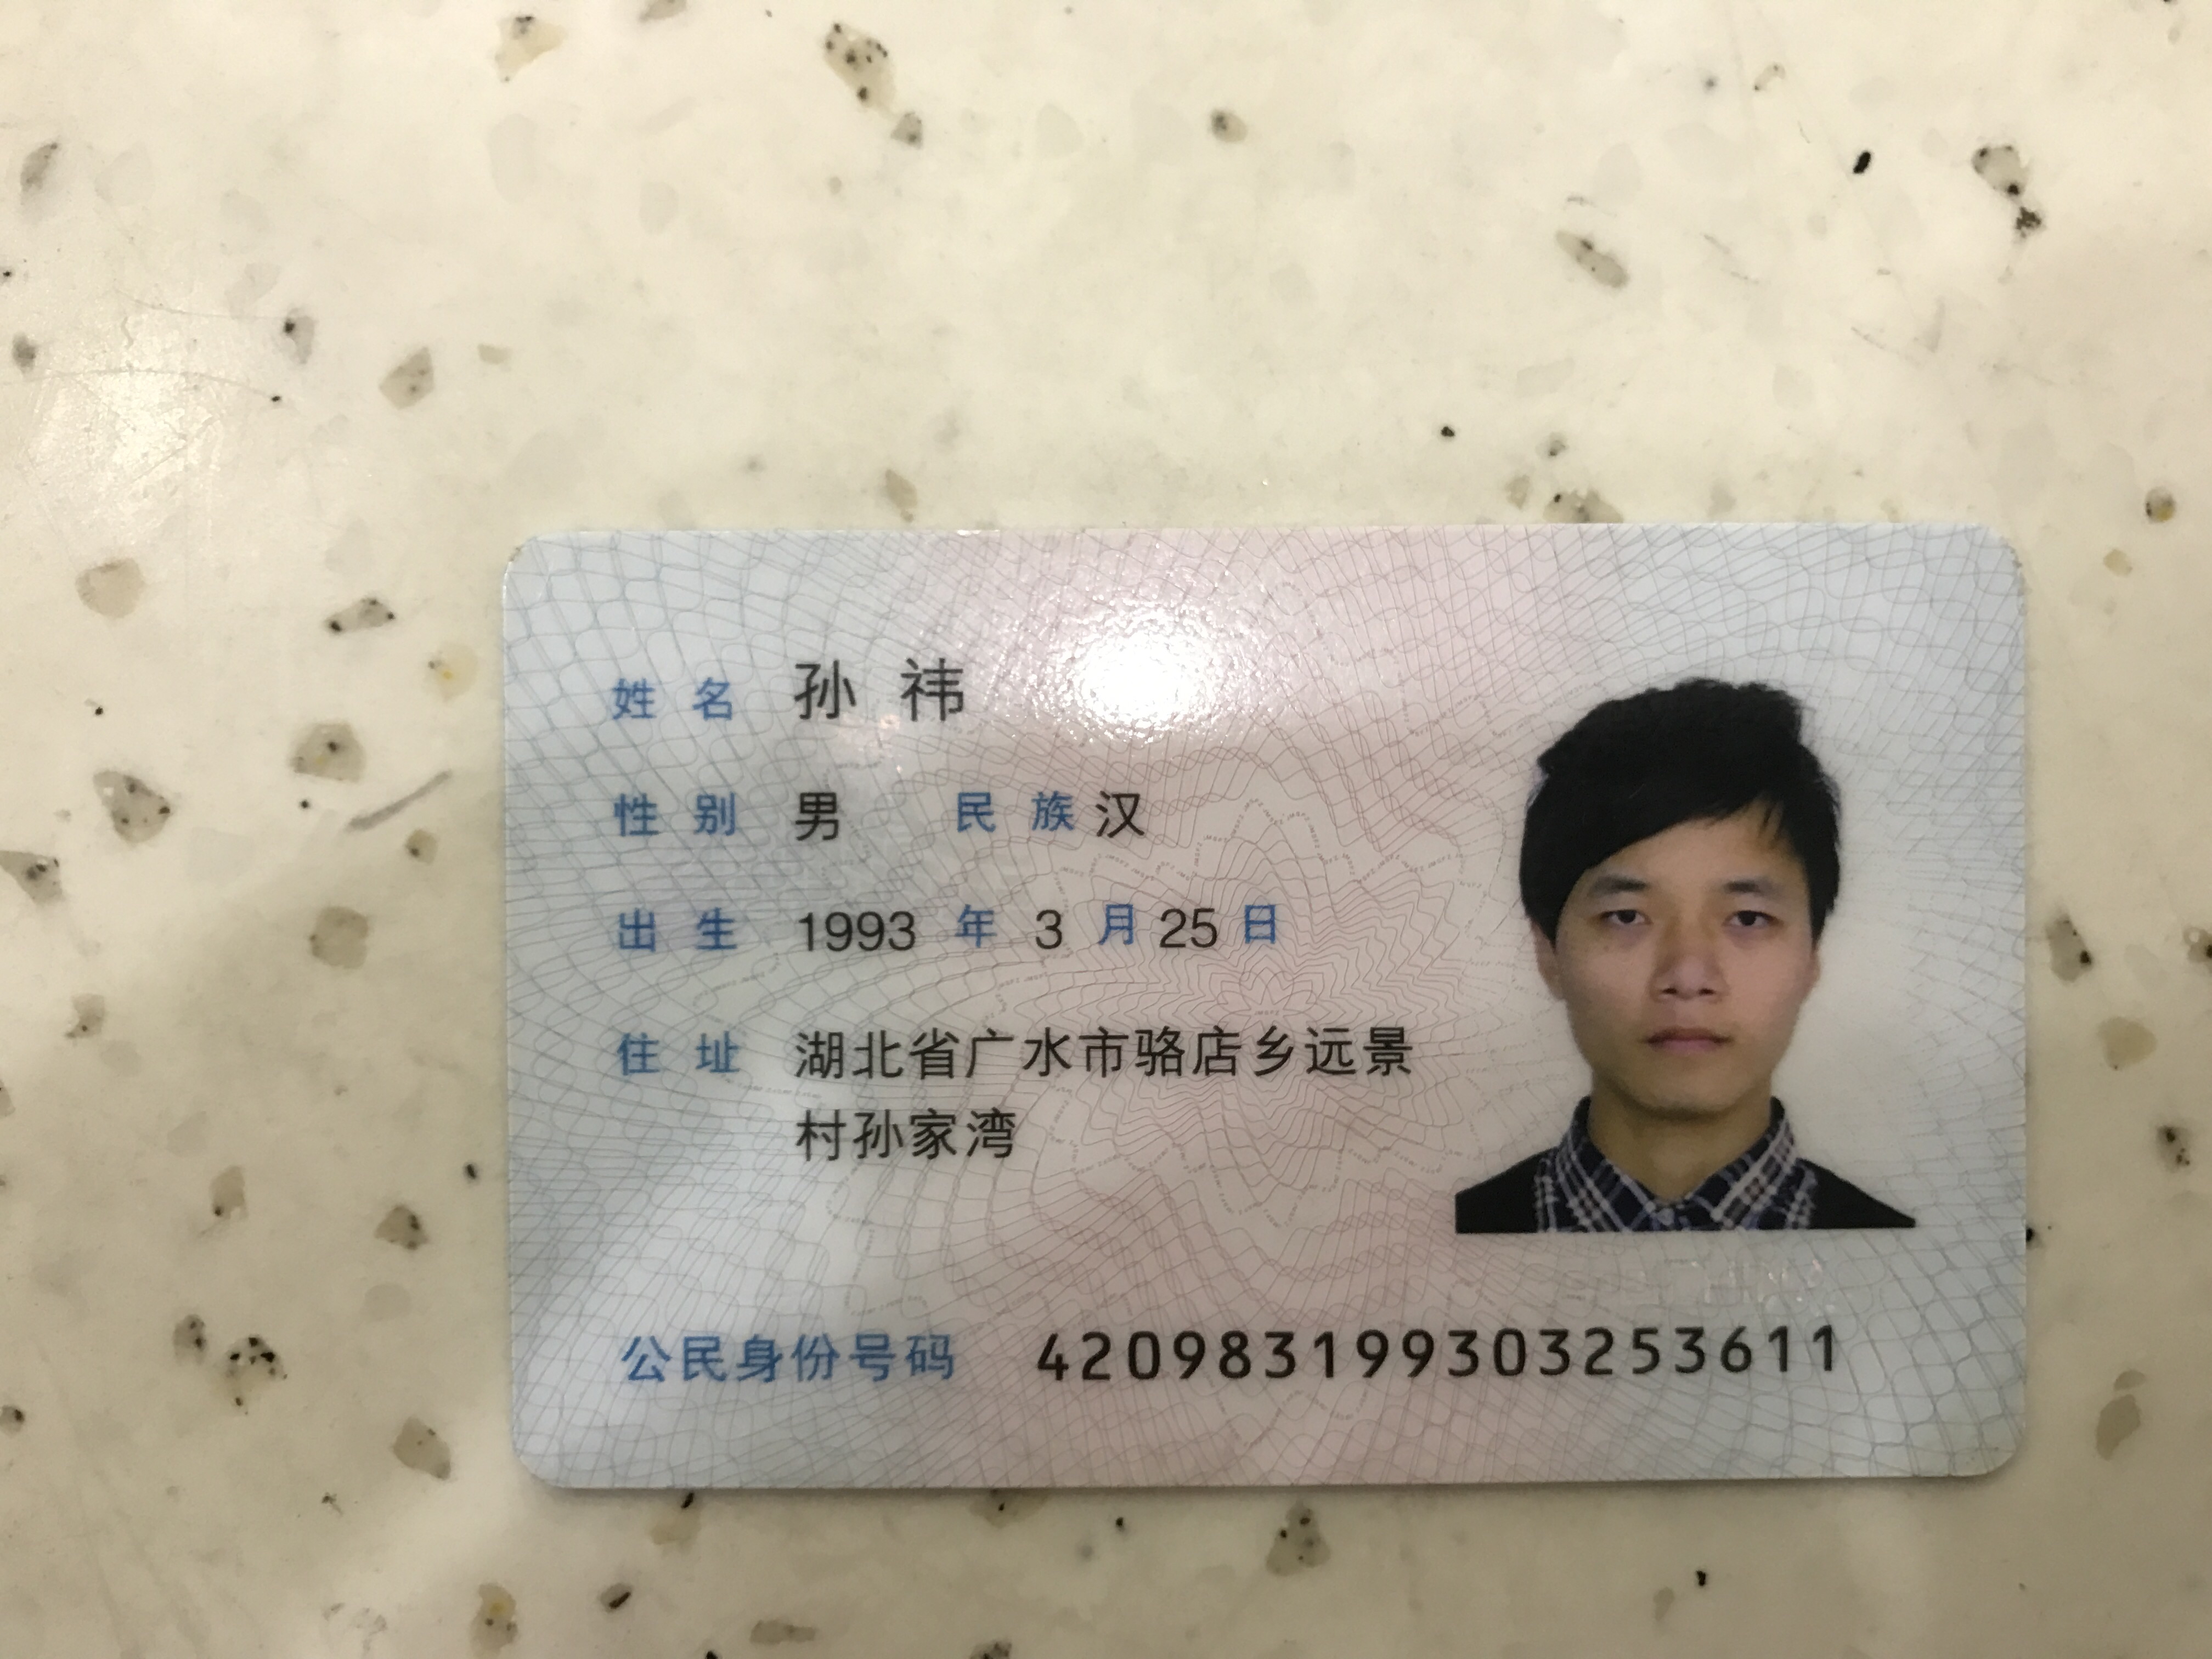 姓名 孙祎
性别 男 民族 汉
出生 1993 年 3 月 25 日
住址 湖北省广水市骆店乡远景
村孙家湾
公民身份号码 420983199303253611